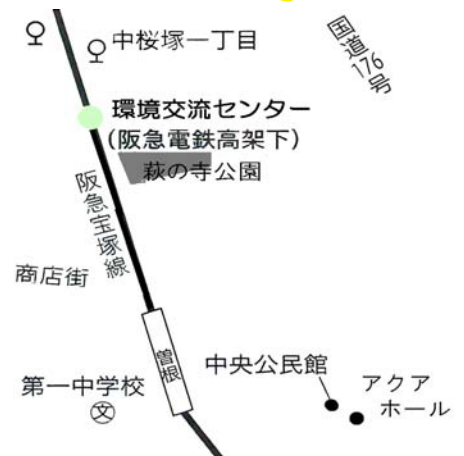 中桜塚一丁目
国道176号
環境交流センター
(阪急電鉄高架下)
萩の寺公園
阪急宝塚線
商店街
曽根
中央公民館
第一中学校
文
アクア
ホール